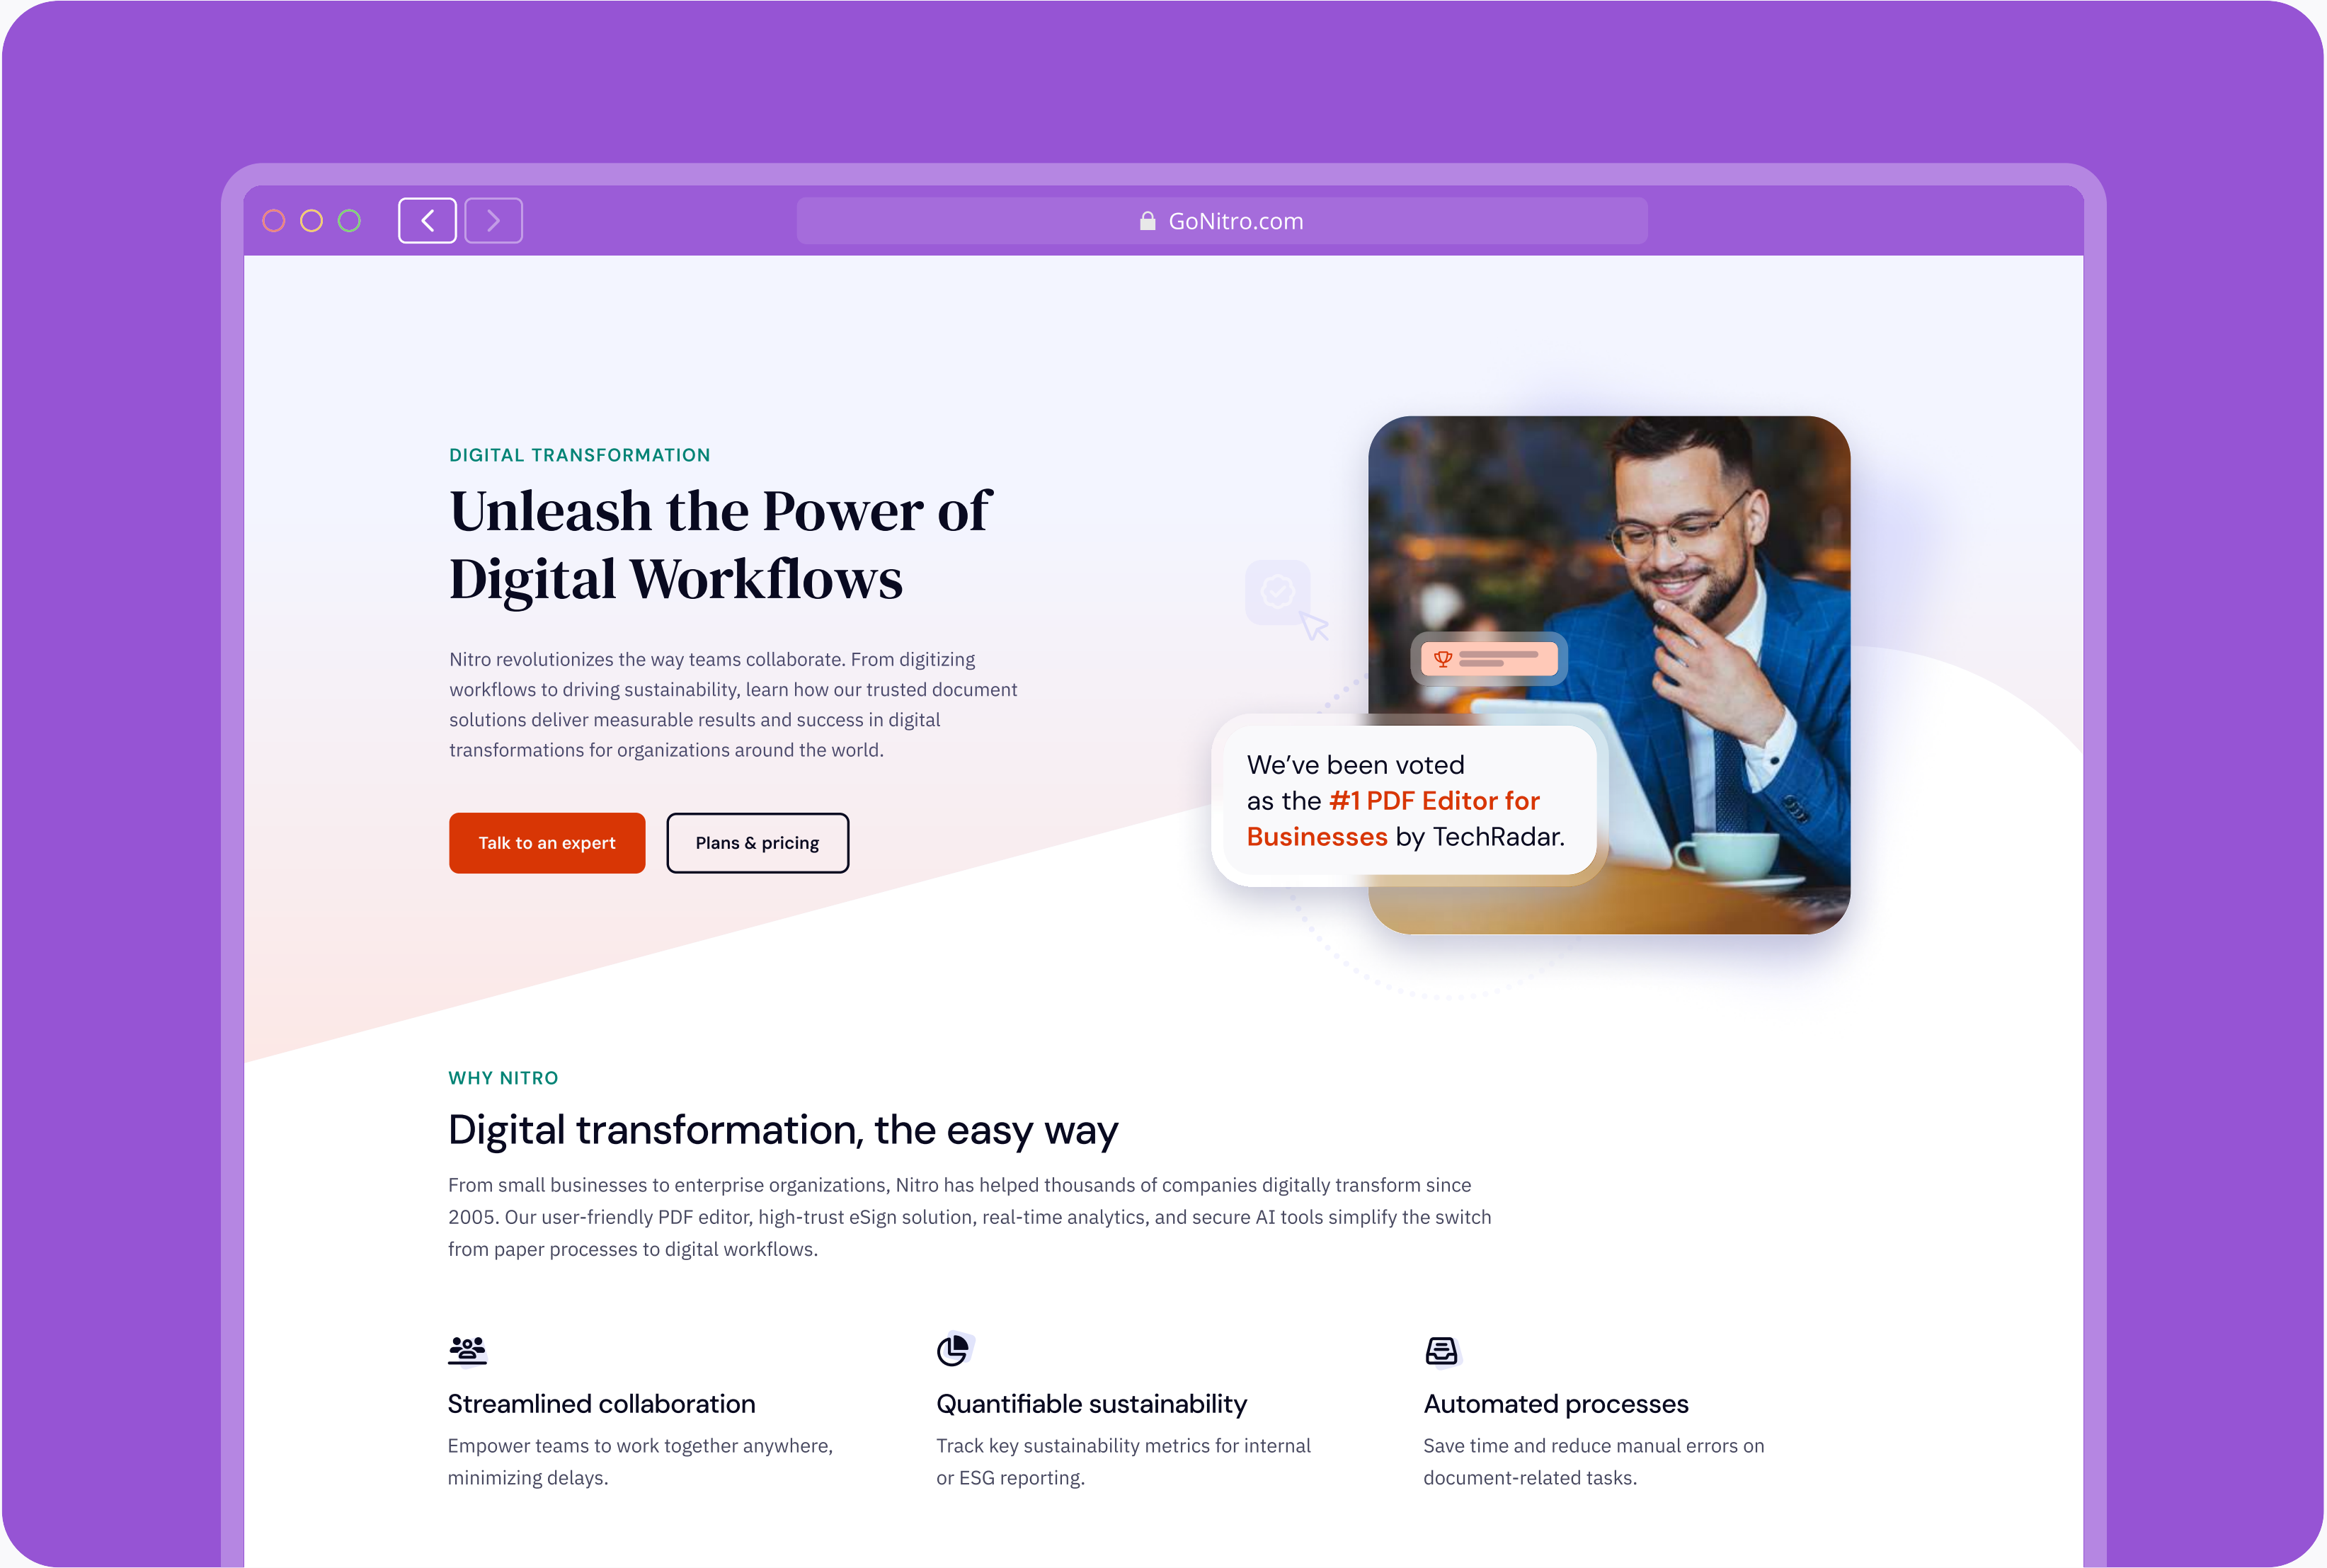 GoNitro.com
DIGITAL TRANSFORMATION
Unleash the Power of
Digital Workflows
Nitro revolutionizes the way teams collaborate. From digitizing
workflows to driving sustainability, learn how our trusted document
solutions deliver measurable results and success in digital
transformations for organizations around the world.
Talk to an expert
Plans & pricing
We’ve been voted
as the #1 PDF Editor for
Businesses by TechRadar.
WHY NITRO
Digital transformation, the easy way
From small businesses to enterprise organizations, Nitro has helped thousands of companies digitally transform since
2005. Our user-friendly PDF editor, high-trust eSign solution, real-time analytics, and secure AI tools simplify the switch
from paper processes to digital workflows.
Streamlined collaboration
Empower teams to work together anywhere,
minimizing delays.
Quantifiable sustainability
Track key sustainability metrics for internal
or ESG reporting.
Automated processes
Save time and reduce manual errors on
document-related tasks.